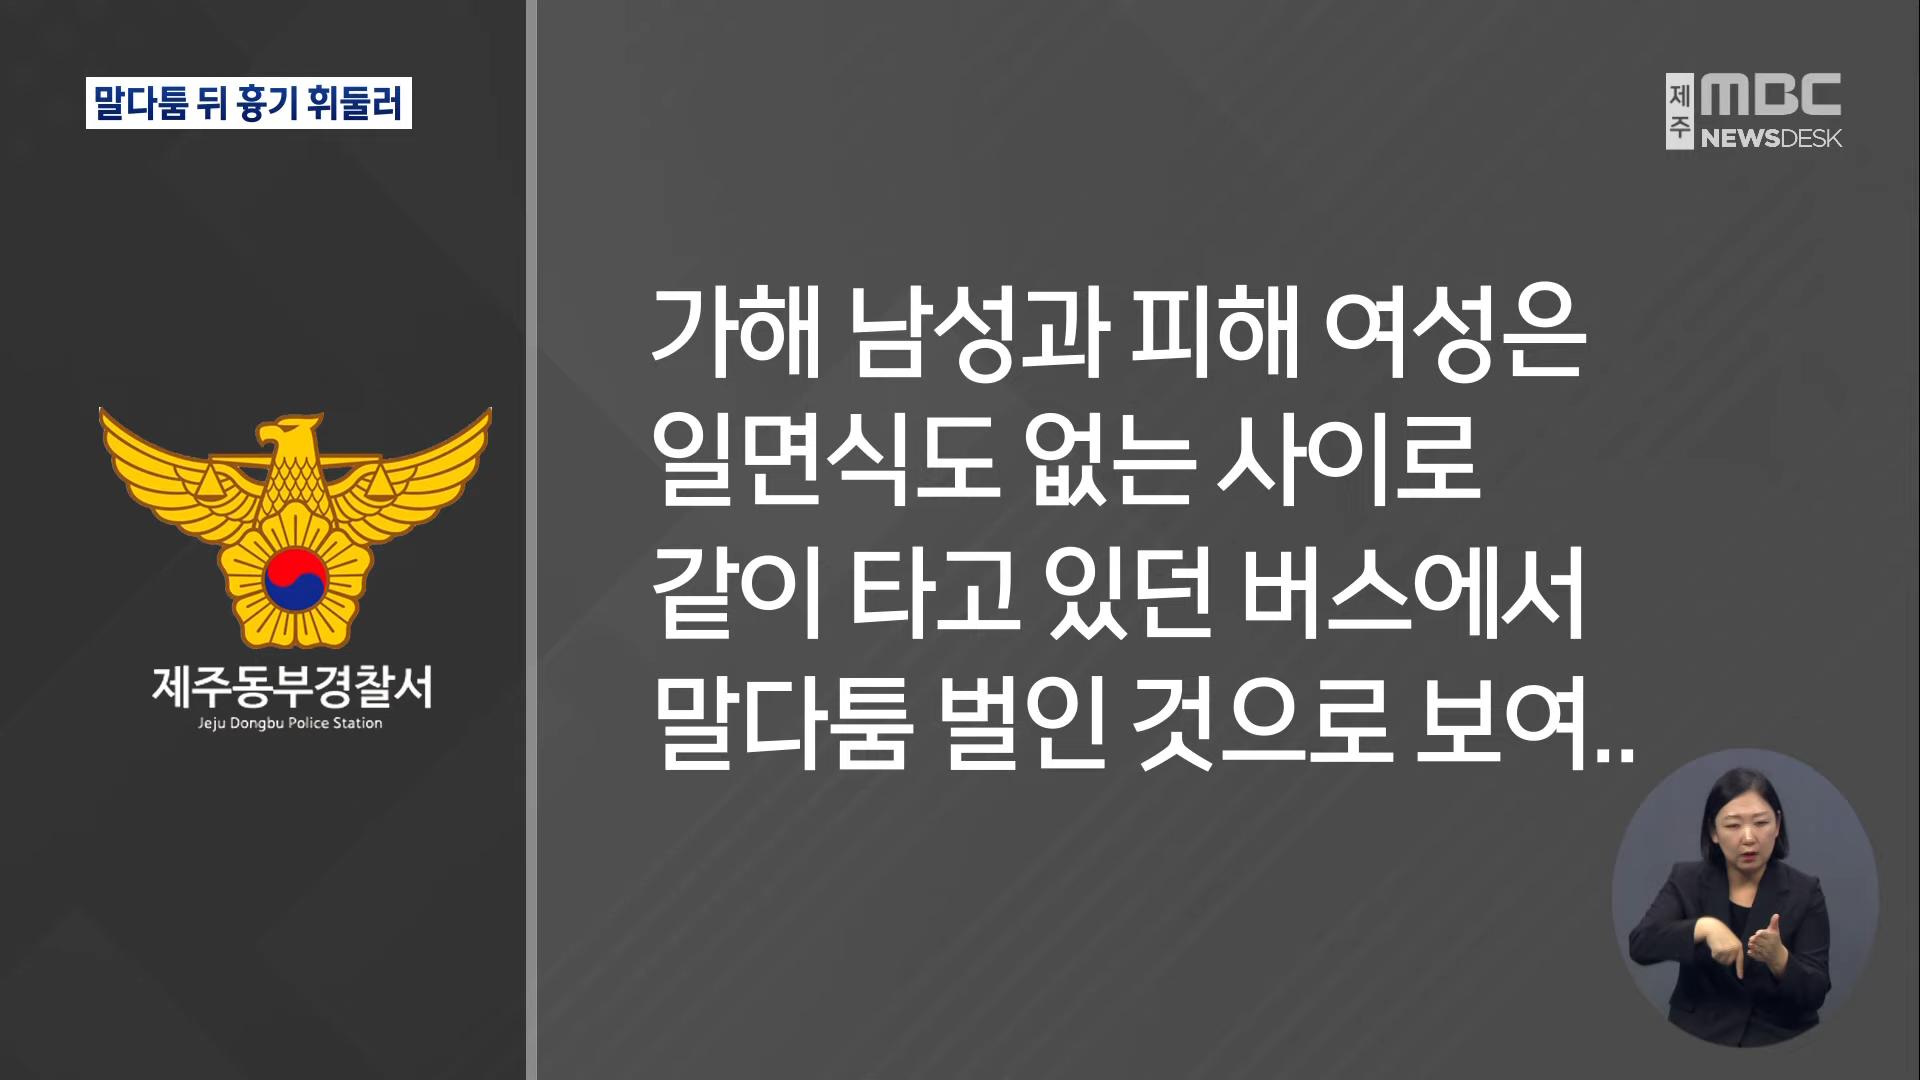 말다툼 뒤 흉기 휘둘러
제주
MBC
NEWSDESK
가해 남성과 피해 여성은
일면식도 없는 사이로
같이 타고 있던 버스에서
말다툼 벌인 것으로 보여..
제주동부경찰서
Jeju Dongbu Police Station